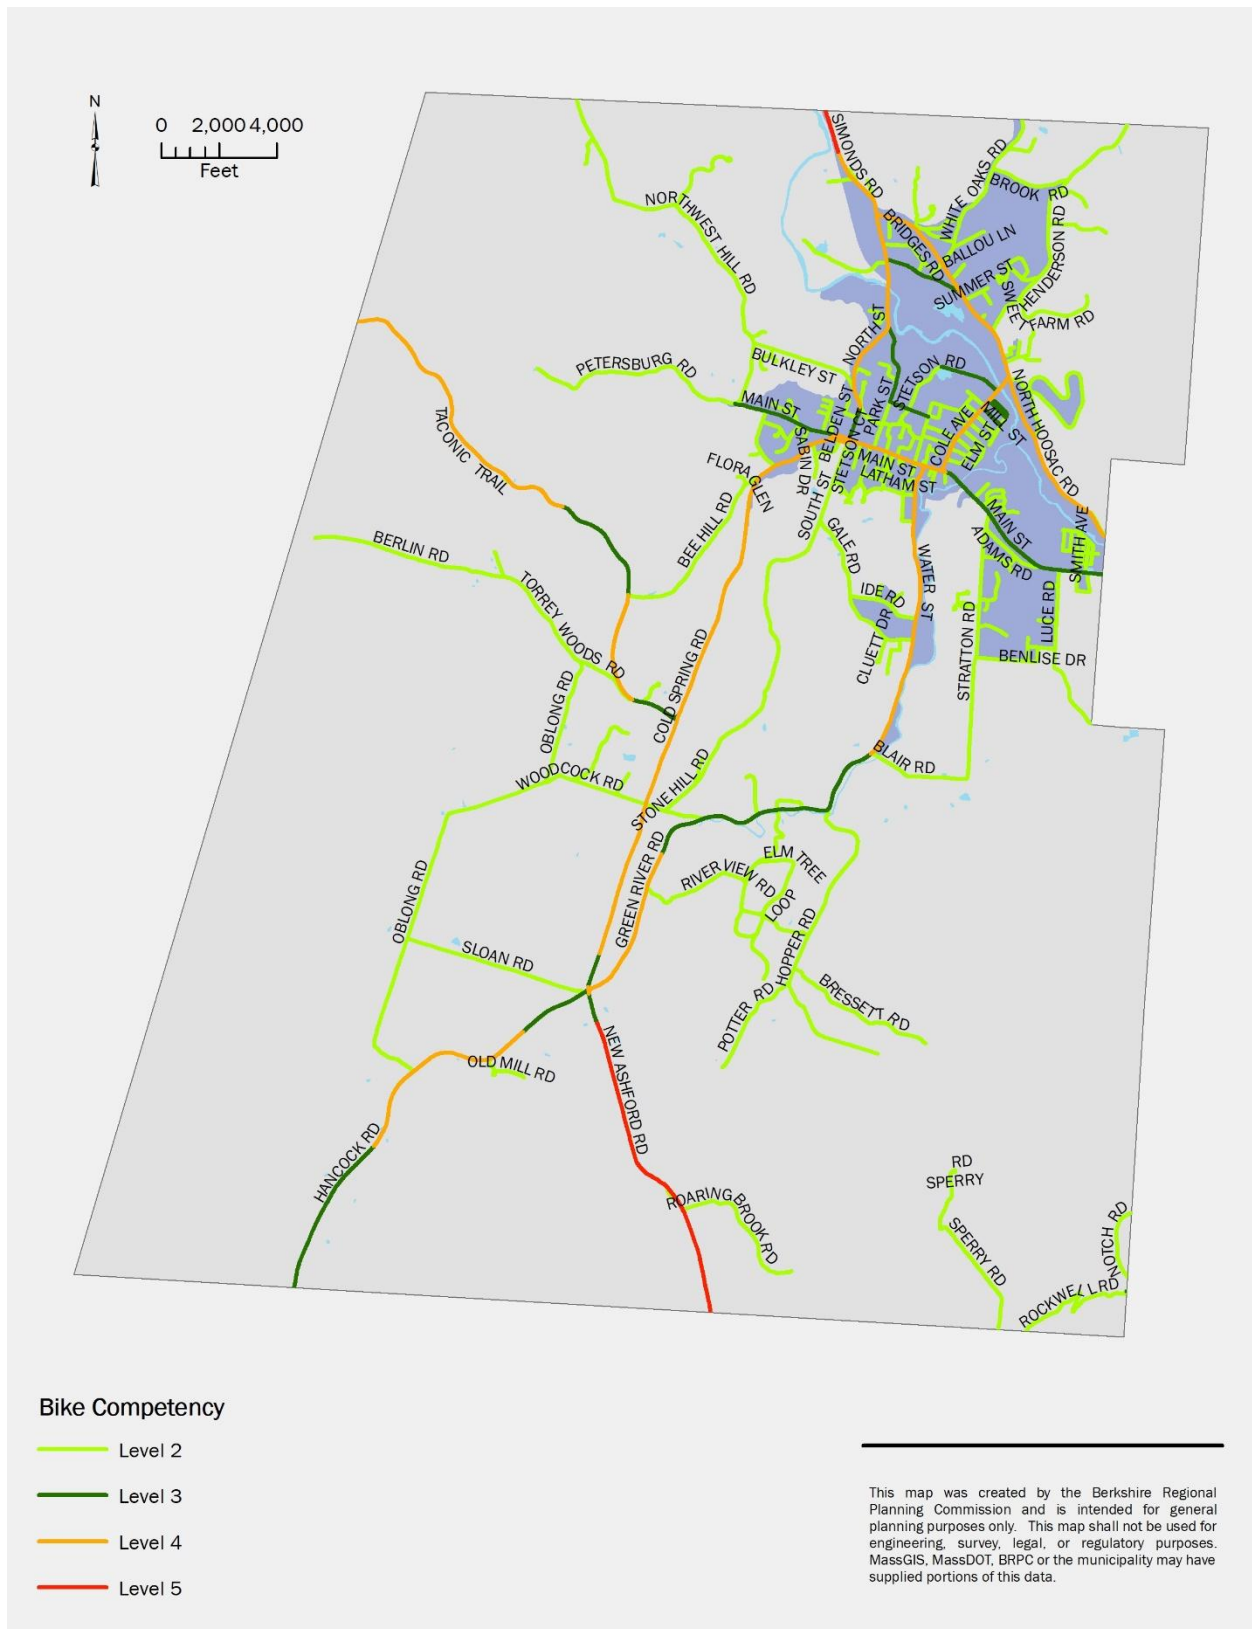 N
0 2,000 4,000
Feet
SIMONDS RD
WHITE OAKS RD
BROOK RD
NORTHWEST HILL RD
BRIDGES RD
BALLOU LN
HENDERSON RD
SUMMER ST
SWEET FARM RD
NORTH ST
BULKLEY ST
PETERSBURG RD
STETSON RD
PARK ST
NORTH HOOSAC RD
MAIN ST
BELDEN ST
STETSON CT
COLE AVE
MILL ST
ELM ST
TACONIC TRAIL
SABIN DR
MAIN ST
LATHAM ST
FLORA GLEN
SOUTH ST
BEE HILL RD
GALE RD
MAIN ST
ADAMS RD
SMITH AVE
BERLIN RD
WATER ST
IDE RD
TORREY WOODS RD
CLUETT DR
LUCE RD
STRATTON RD
BENLISE DR
COLD SPRING RD
OBLONG RD
BLAIR RD
WOODCOCK RD
STONE HILL RD
GREEN RIVER RD
ELM TREE LOOP
RIVER VIEW RD
OBLONG RD
HOPPER RD
SLOAN RD
POTTER RD
BRESSETT RD
OLD MILL RD
NEW ASHFORD RD
HANCOCK RD
ROARING BROOK RD
RD
SPERRY
SPERRY RD
NOTCH RD
ROCKWELL RD
Bike Competency
Level 2
Level 3
Level 4
Level 5
This map was created by the Berkshire Regional
Planning Commission and is intended for general
planning purposes only. This map shall not be used for
engineering, survey, legal, or regulatory purposes.
MassGIS, MassDOT, BRPC or the municipality may have
supplied portions of this data.